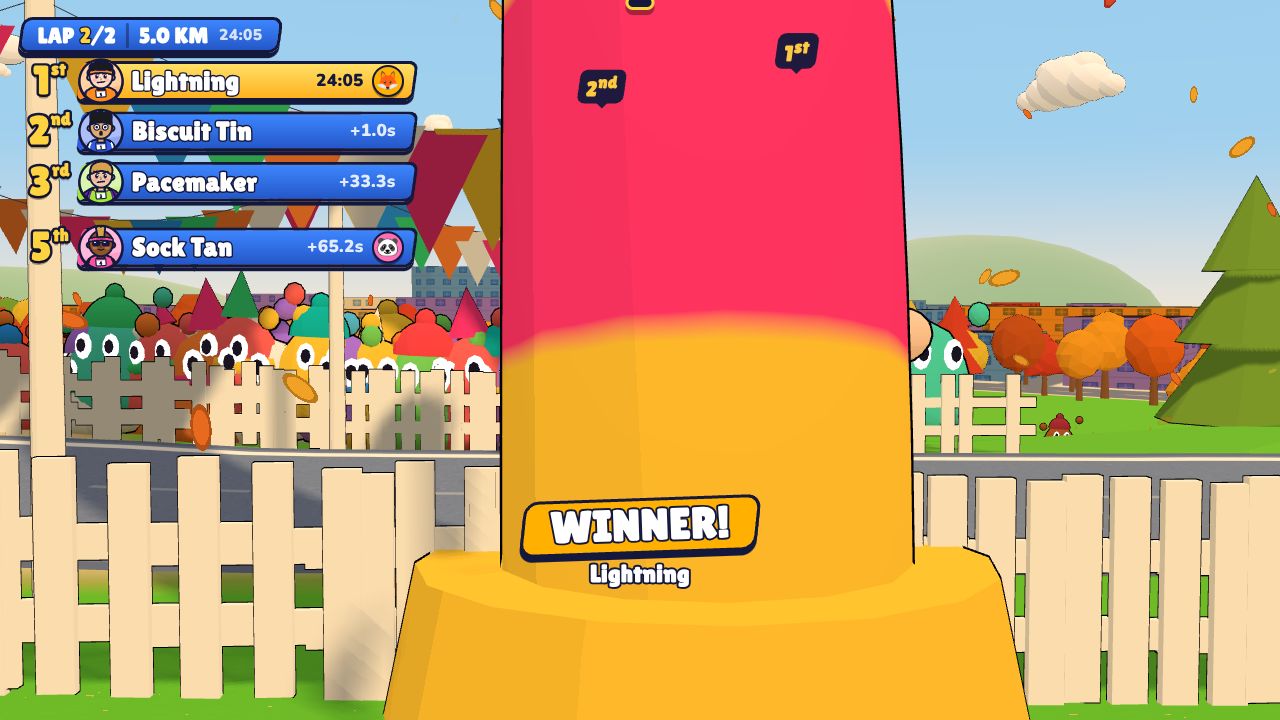 LAP 2/2 5.0 KM 24:05
1st Lightning 24:05
2nd Biscuit Tin +1.0s
3rd Pacemaker +33.3s
5th Sock Tan +65.2s
1st
2nd
WINNER!
Lightning